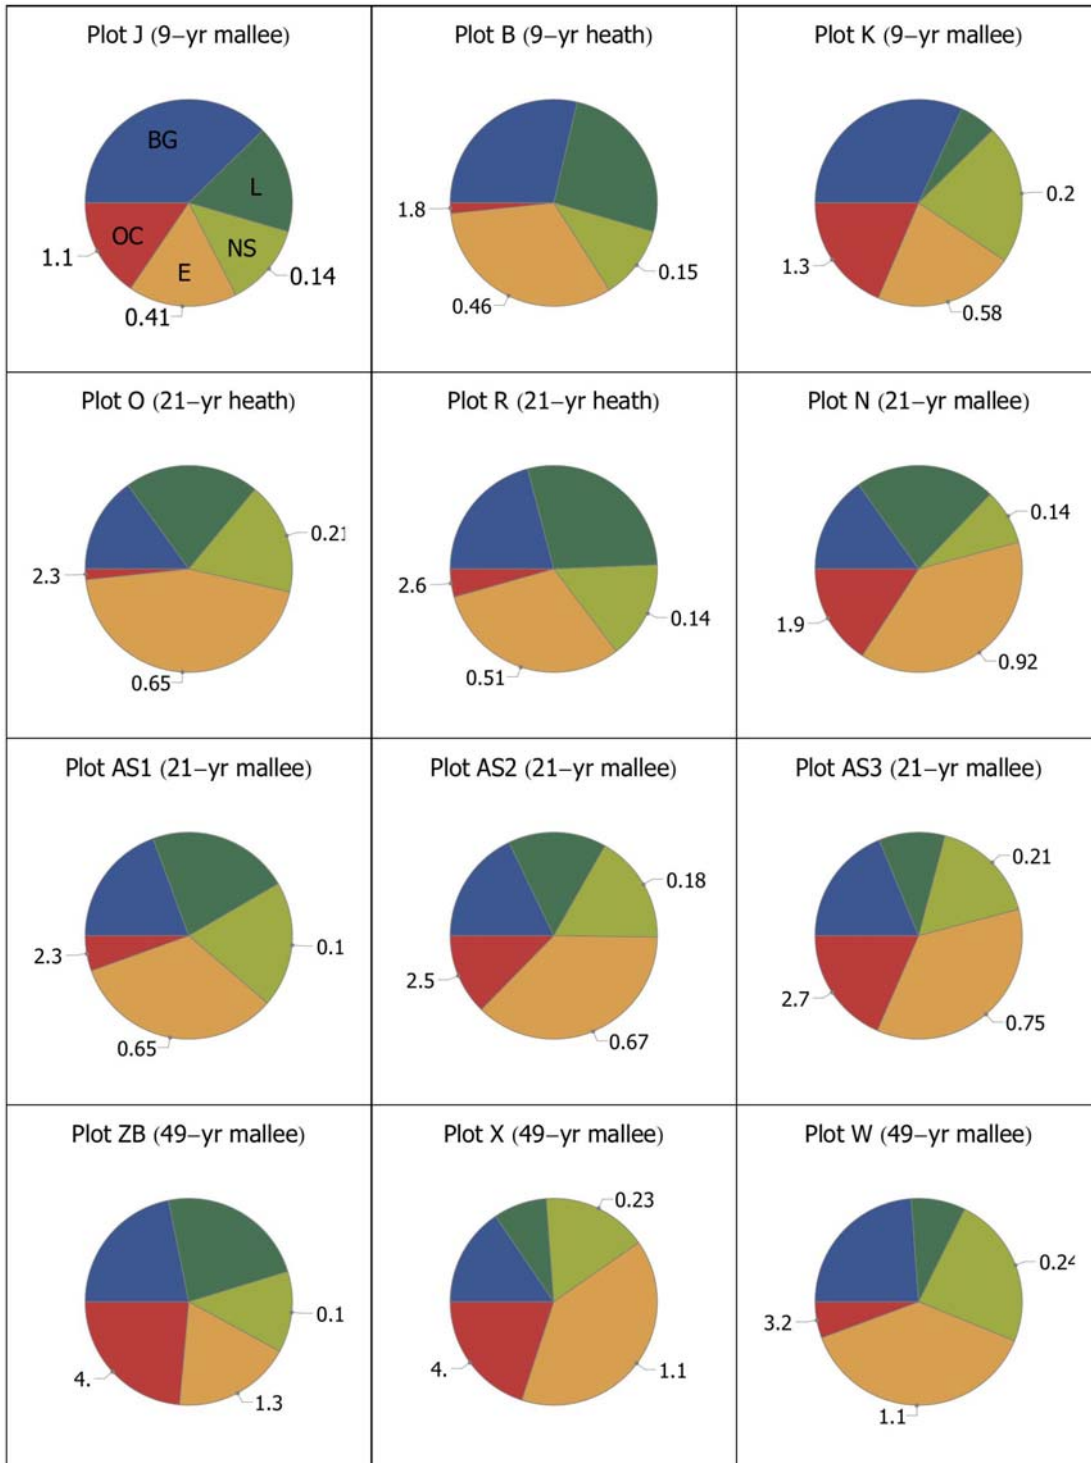 Plot J (9–yr mallee)
BG
L
OC
NS
E
1.1
0.14
0.41
Plot B (9–yr heath)
1.8
0.15
0.46
Plot K (9–yr mallee)
0.2
1.3
0.58
Plot O (21–yr heath)
0.21
2.3
0.65
Plot R (21–yr heath)
2.6
0.14
0.51
Plot N (21–yr mallee)
0.14
1.9
0.92
Plot AS1 (21–yr mallee)
0.1
2.3
0.65
Plot AS2 (21–yr mallee)
0.18
2.5
0.67
Plot AS3 (21–yr mallee)
0.21
2.7
0.75
Plot ZB (49–yr mallee)
0.1
4.
1.3
Plot X (49–yr mallee)
0.23
4.
1.1
Plot W (49–yr mallee)
0.24
3.2
1.1